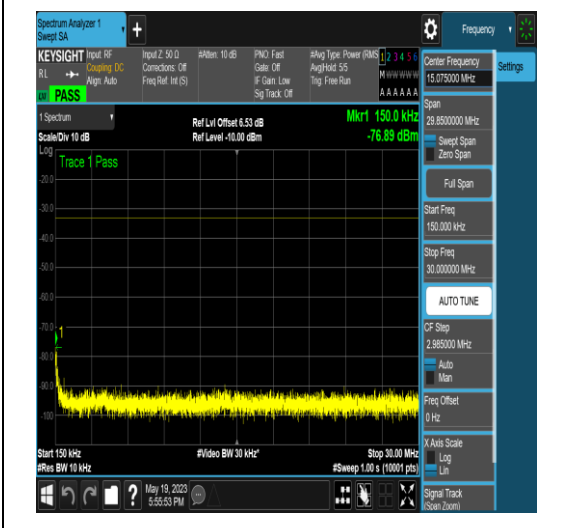 Spectrum Analyzer 1
Swept SA
Frequency
KEYSIGHT
RL
Input: RF
Coupling: DC
Align: Auto
Input Z: 50 Ω
Corrections: Off
Freq Ref: Int (S)
#Atten: 10 dB
PNO: Fast
Gate: Off
IF Gain: Low
Sig Track: Off
#Avg Type: Power (RMS
Avg|Hold: 5/5
Trig: Free Run
1 2 3 4 5 6
M W W W W W
A A A A A A
PASS
1 Spectrum
Scale/Div 10 dB
Ref Lvl Offset 6.53 dB
Ref Level -10.00 dBm
Mkr1 150.0 kHz
-76.89 dBm
Log
Trace 1 Pass
-20.0
-30.0
-40.0
-50.0
-60.0
-70.0
-80.0
-90.0
-100
1
Start 150 kHz
#Res BW 10 kHz
#Video BW 30 kHz*
Stop 30.00 MHz
#Sweep 1.00 s (10001 pts)
?
May 19, 2023
5:55:53 PM
Center Frequency
15.075000 MHz
Settings
Span
29.8500000 MHz
Swept Span
Zero Span
Full Span
Start Freq
150.000 kHz
Stop Freq
30.000000 MHz
AUTO TUNE
CF Step
2.985000 MHz
Auto
Man
Freq Offset
0 Hz
X Axis Scale
Log
Lin
Signal Track
(Span Zoom)